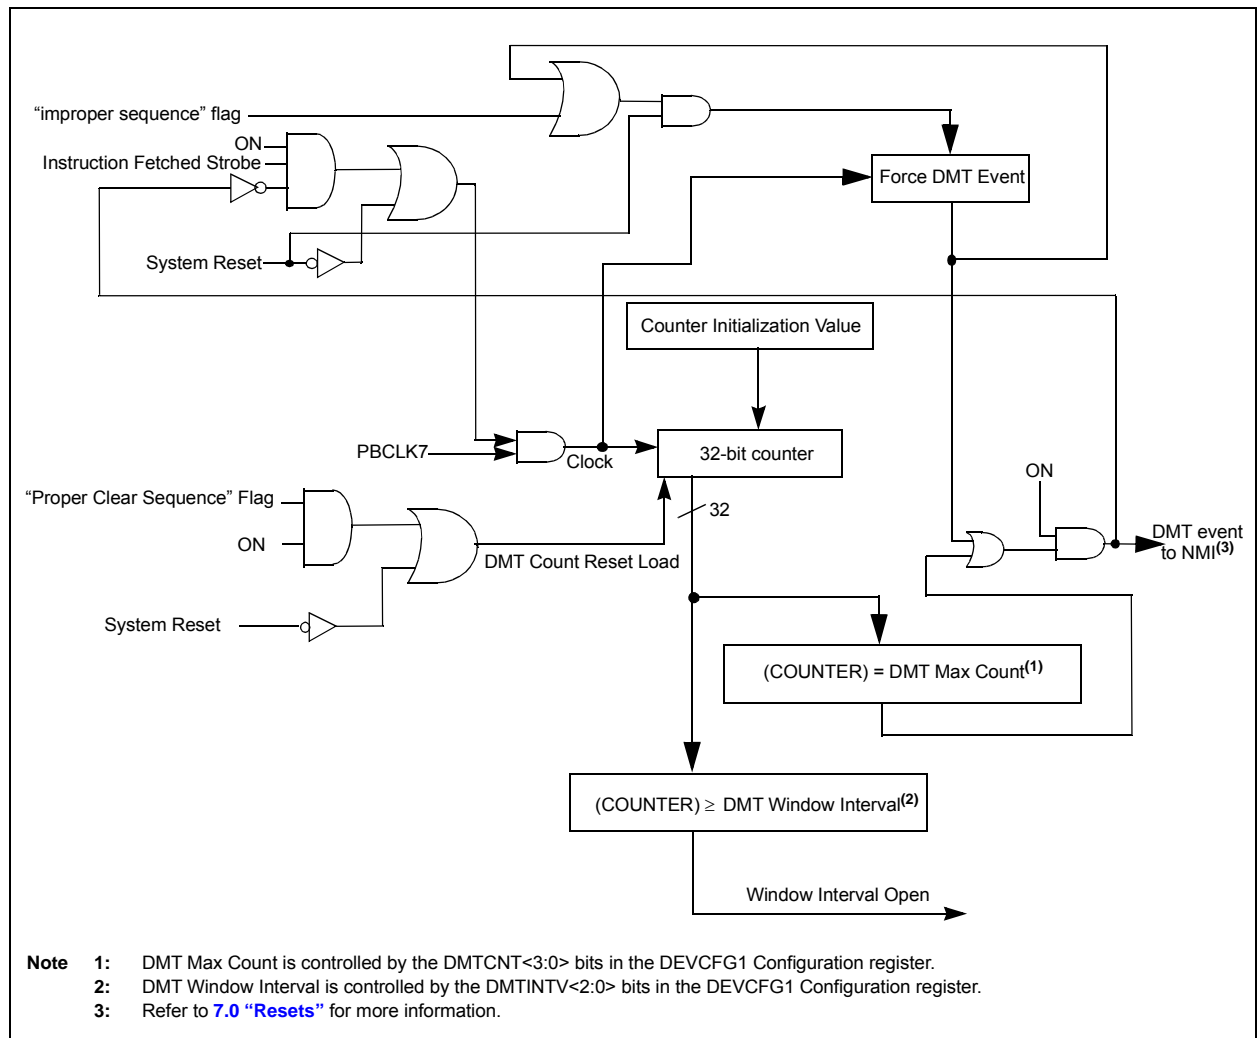 “improper sequence” flag
ON
Instruction Fetched Strobe
Force DMT Event
System Reset
Counter Initialization Value
PBCLK7
Clock
32-bit counter
“Proper Clear Sequence” Flag
ON
32
ON
DMT event
to NMI(3)
DMT Count Reset Load
System Reset
(COUNTER) = DMT Max Count(1)
(COUNTER) ≥ DMT Window Interval(2)
Window Interval Open
Note 1: DMT Max Count is controlled by the DMTCNT<3:0> bits in the DEVCFG1 Configuration register.
2: DMT Window Interval is controlled by the DMTINTV<2:0> bits in the DEVCFG1 Configuration register.
3: Refer to 7.0 “Resets” for more information.